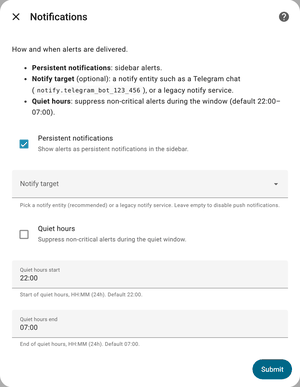 Notifications
How and when alerts are delivered.
• Persistent notifications: sidebar alerts.
• Notify target (optional): a notify entity such as a Telegram chat
( notify.telegram_bot_123_456 ), or a legacy notify service.
• Quiet hours: suppress non-critical alerts during the window (default 22:00–
07:00).
Persistent notifications
Show alerts as persistent notifications in the sidebar.
Notify target
Pick a notify entity (recommended) or a legacy notify service. Leave empty to disable push notifications.
Quiet hours
Suppress non-critical alerts during the quiet window.
Quiet hours start
22:00
Start of quiet hours, HH:MM (24h). Default 22:00.
Quiet hours end
07:00
End of quiet hours, HH:MM (24h). Default 07:00.
Submit